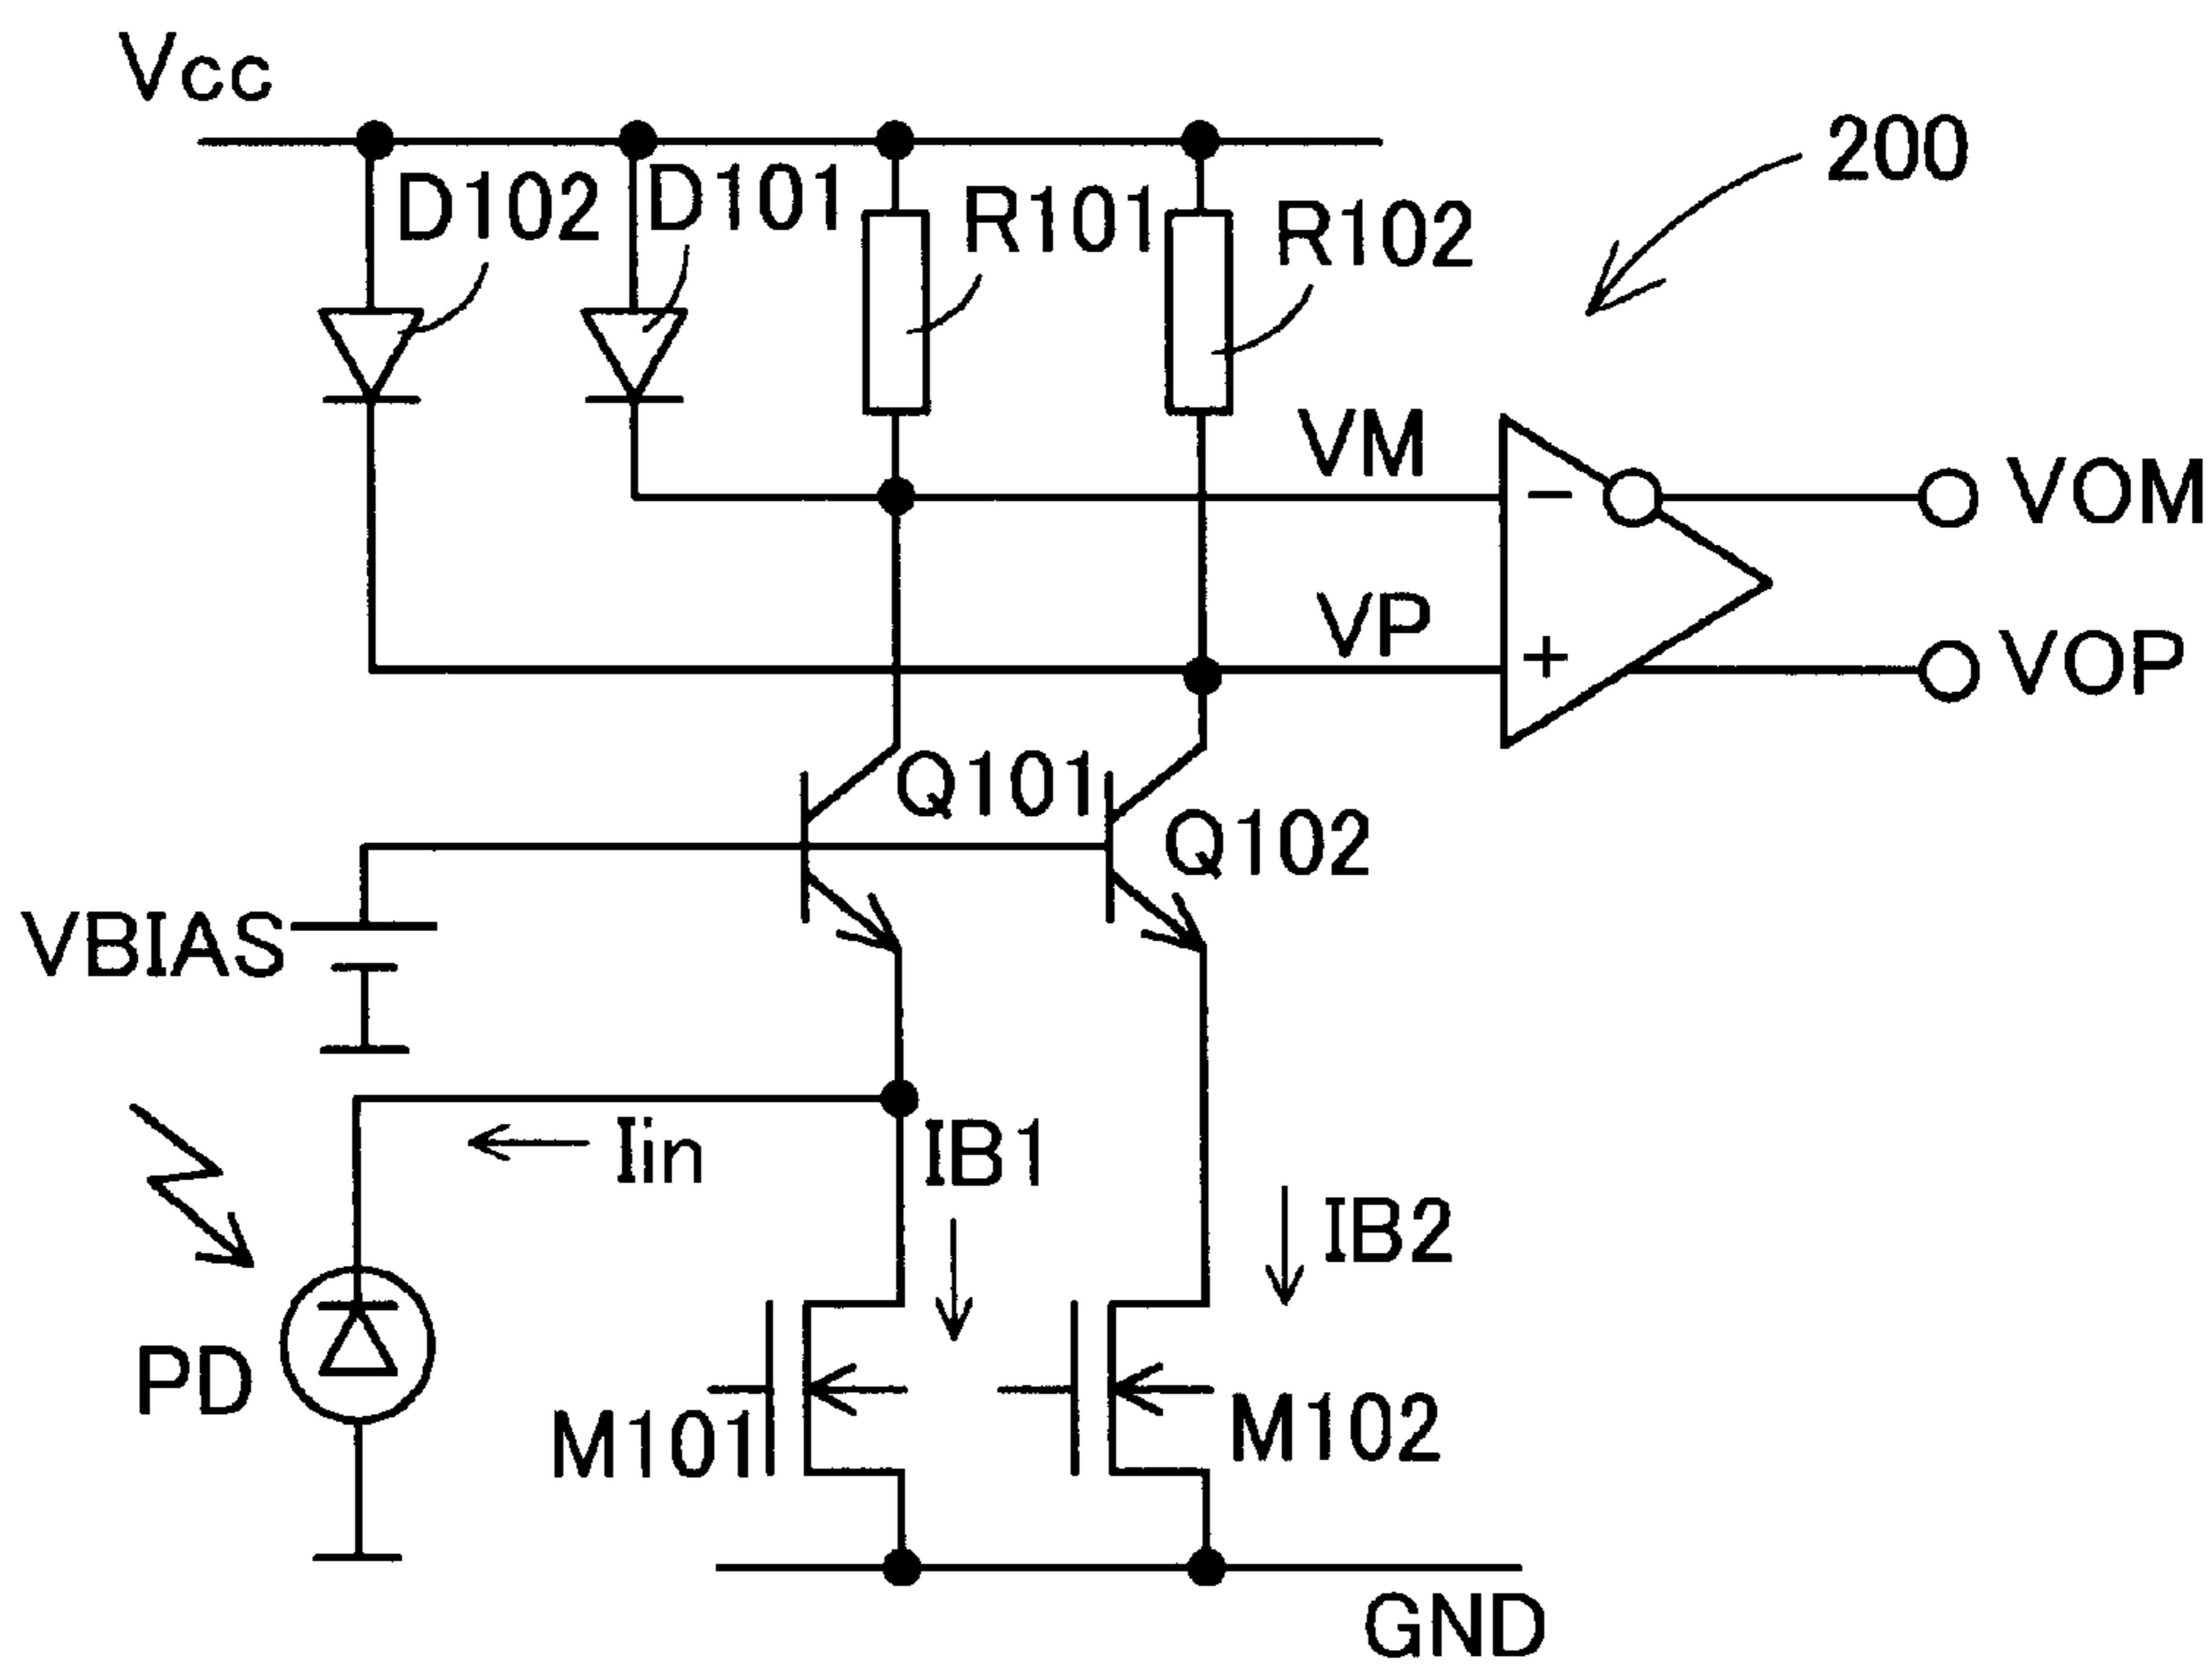 Vcc
200
D102
D101
R101
R102
VM
VOM
VP
VOP
Q101
Q102
VBIAS
Iin
IB1
IB2
PD
M101
M102
GND